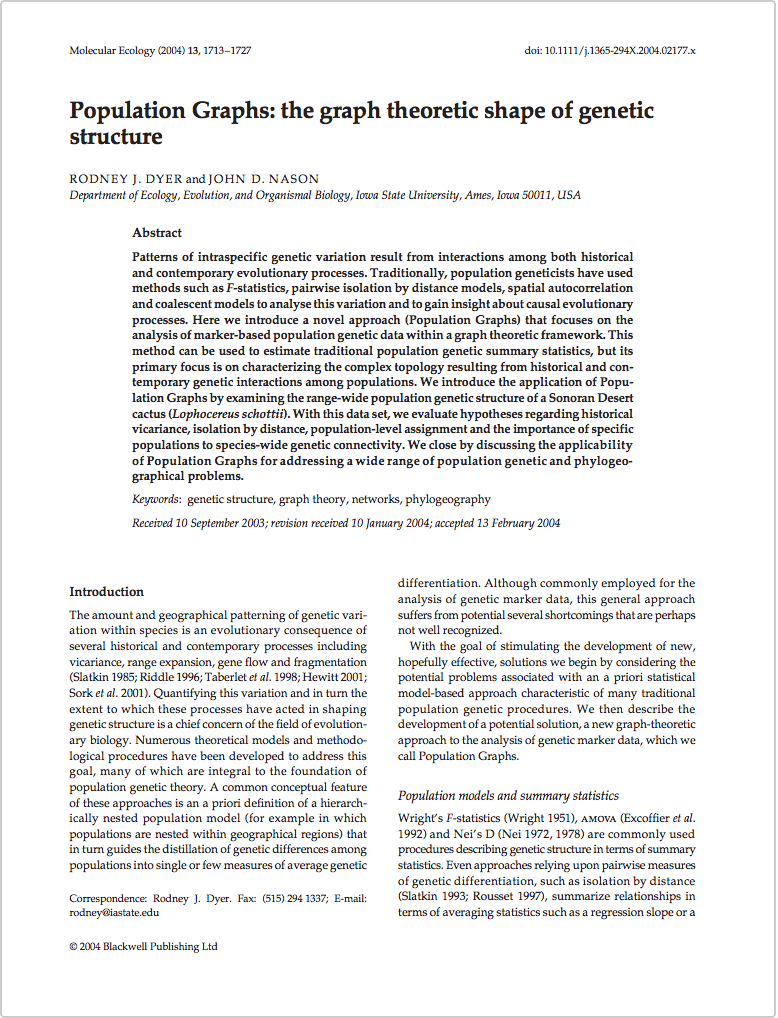 Molecular Ecology (2004) 13, 1713–1727
doi: 10.1111/j.1365-294X.2004.02177.x
Population Graphs: the graph theoretic shape of genetic
structure
RODNEY J. DYER and JOHN D. NASON
Department of Ecology, Evolution, and Organismal Biology, Iowa State University, Ames, Iowa 50011, USA
Abstract
Patterns of intraspecific genetic variation result from interactions among both historical
and contemporary evolutionary processes. Traditionally, population geneticists have used
methods such as F-statistics, pairwise isolation by distance models, spatial autocorrelation
and coalescent models to analyse this variation and to gain insight about causal evolutionary
processes. Here we introduce a novel approach (Population Graphs) that focuses on the
analysis of marker-based population genetic data within a graph theoretic framework. This
method can be used to estimate traditional population genetic summary statistics, but its
primary focus is on characterizing the complex topology resulting from historical and con-
temporary genetic interactions among populations. We introduce the application of Popu-
lation Graphs by examining the range-wide population genetic structure of a Sonoran Desert
cactus (Lophocereus schottii). With this data set, we evaluate hypotheses regarding historical
vicariance, isolation by distance, population-level assignment and the importance of specific
populations to species-wide genetic connectivity. We close by discussing the applicability
of Population Graphs for addressing a wide range of population genetic and phylogeo-
graphical problems.
Keywords: genetic structure, graph theory, networks, phylogeography
Received 10 September 2003; revision received 10 January 2004; accepted 13 February 2004
Introduction
The amount and geographical patterning of genetic vari-
ation within species is an evolutionary consequence of
several historical and contemporary processes including
vicariance, range expansion, gene flow and fragmentation
(Slatkin 1985; Riddle 1996; Taberlet et al. 1998; Hewitt 2001;
Sork et al. 2001). Quantifying this variation and in turn the
extent to which these processes have acted in shaping
genetic structure is a chief concern of the field of evolution-
ary biology. Numerous theoretical models and methodo-
logical procedures have been developed to address this
goal, many of which are integral to the foundation of
population genetic theory. A common conceptual feature
of these approaches is an a priori definition of a hierarch-
ically nested population model (for example in which
populations are nested within geographical regions) that
in turn guides the distillation of genetic differences among
populations into single or few measures of average genetic
Correspondence: Rodney J. Dyer. Fax: (515) 294 1337; E-mail:
rodney@iastate.edu
differentiation. Although commonly employed for the
analysis of genetic marker data, this general approach
suffers from potential several shortcomings that are perhaps
not well recognized.
With the goal of stimulating the development of new,
hopefully effective, solutions we begin by considering the
potential problems associated with an a priori statistical
model-based approach characteristic of many traditional
population genetic procedures. We then describe the
development of a potential solution, a new graph-theoretic
approach to the analysis of genetic marker data, which we
call Population Graphs.
Population models and summary statistics
Wright's F-statistics (Wright 1951), AMOVA (Excoffier et al.
1992) and Nei's D (Nei 1972, 1978) are commonly used
procedures describing genetic structure in terms of summary
statistics. Even approaches relying upon pairwise measures
of genetic differentiation, such as isolation by distance
(Slatkin 1993; Rousset 1997), summarize relationships in
terms of averaging statistics such as a regression slope or a
© 2004 Blackwell Publishing Ltd